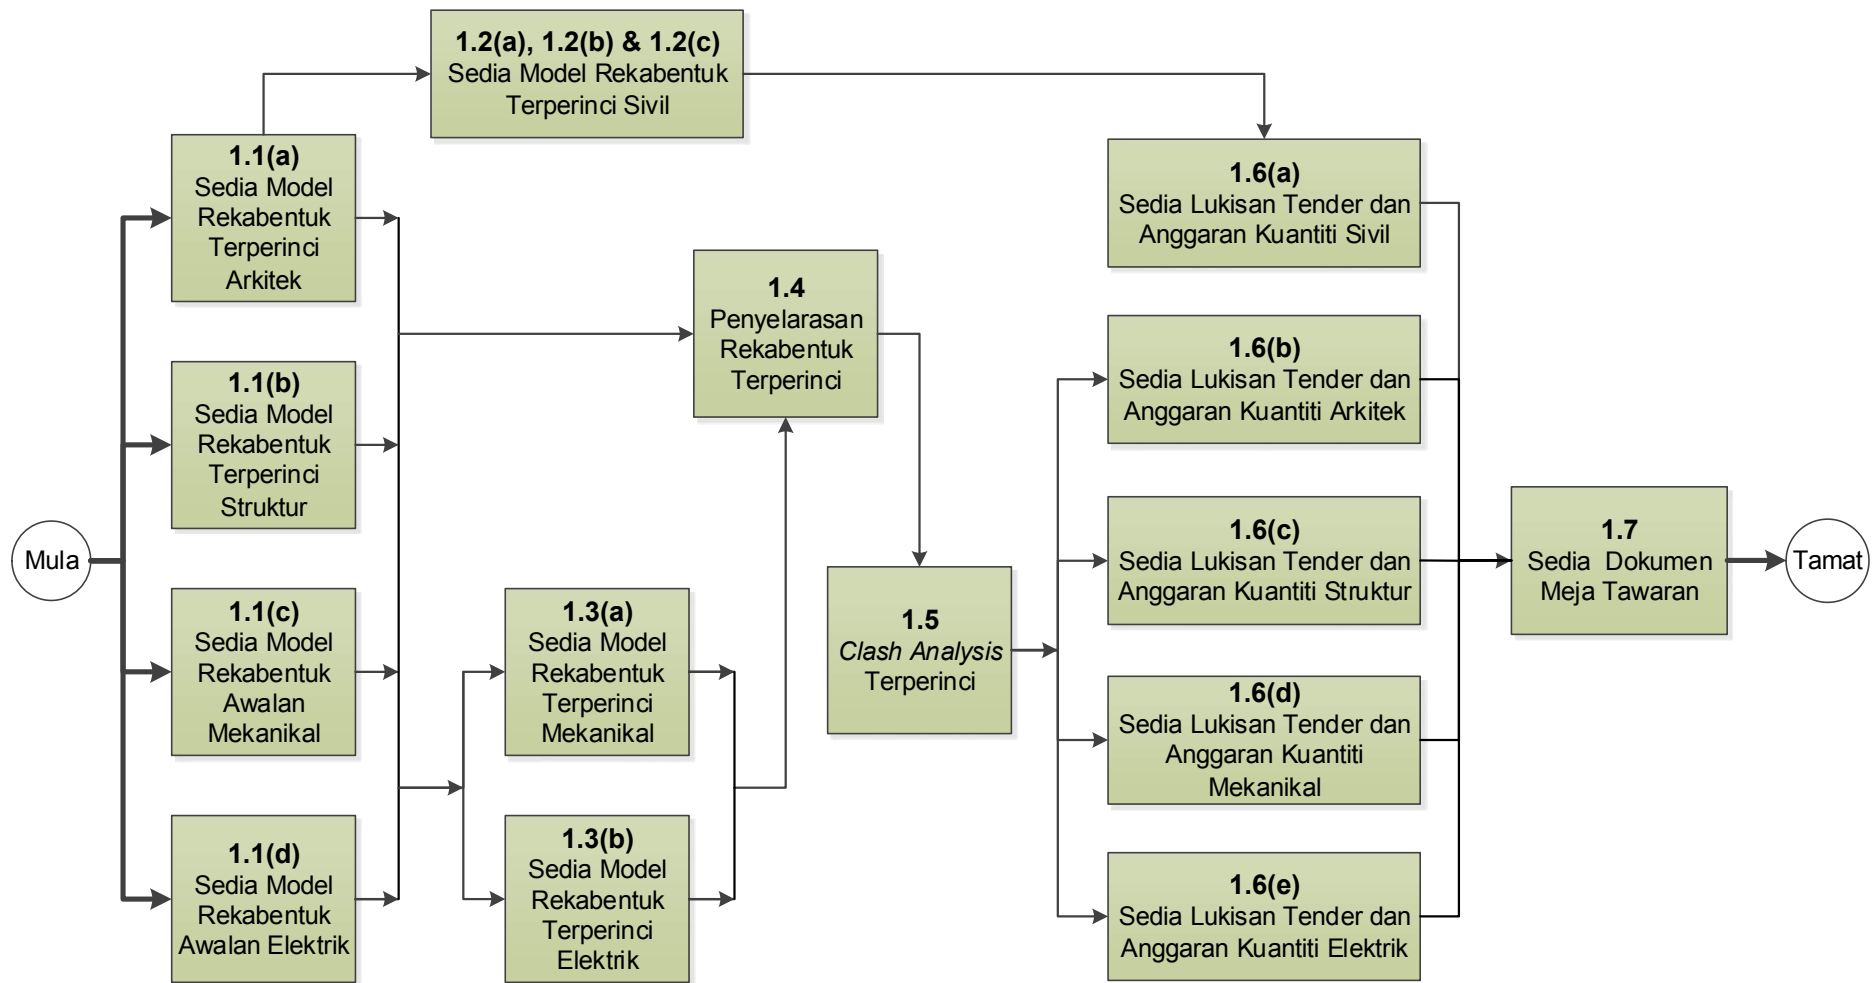 1.2(a), 1.2(b) & 1.2(c)
Sedia Model Rekabentuk
Terperinci Sivil
Mula
1.1(a)
Sedia Model
Rekabentuk
Terperinci
Arkitek
1.1(b)
Sedia Model
Rekabentuk
Terperinci
Struktur
1.1(c)
Sedia Model
Rekabentuk
Awalan
Mekanikal
1.1(d)
Sedia Model
Rekabentuk
Awalan Elektrik
1.3(a)
Sedia Model
Rekabentuk
Terperinci
Mekanikal
1.3(b)
Sedia Model
Rekabentuk
Terperinci
Elektrik
1.4
Penyelarasan
Rekabentuk
Terperinci
1.5
Clash Analysis
Terperinci
1.6(a)
Sedia Lukisan Tender dan
Anggaran Kuantiti Sivil
1.6(b)
Sedia Lukisan Tender dan
Anggaran Kuantiti Arkitek
1.6(c)
Sedia Lukisan Tender dan
Anggaran Kuantiti Struktur
1.6(d)
Sedia Lukisan Tender dan
Anggaran Kuantiti
Mekanikal
1.6(e)
Sedia Lukisan Tender dan
Anggaran Kuantiti Elektrik
1.7
Sedia Dokumen
Meja Tawaran
Tamat